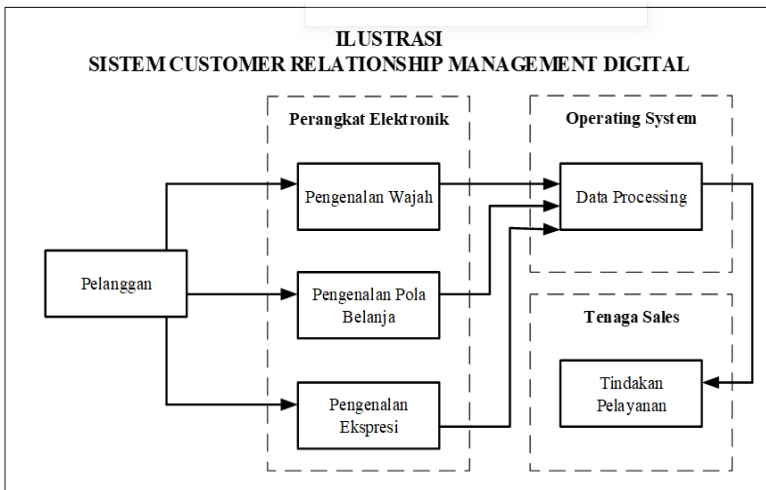 ILUSTRASI
SISTEM CUSTOMER RELATIONSHIP MANAGEMENT DIGITAL
Perangkat Elektronik
Operating System
Pengenalan Wajah
Data Processing
Pelanggan
Pengenalan Pola
Belanja
Tenaga Sales
Pengenalan
Ekspresi
Tindakan
Pelayanan